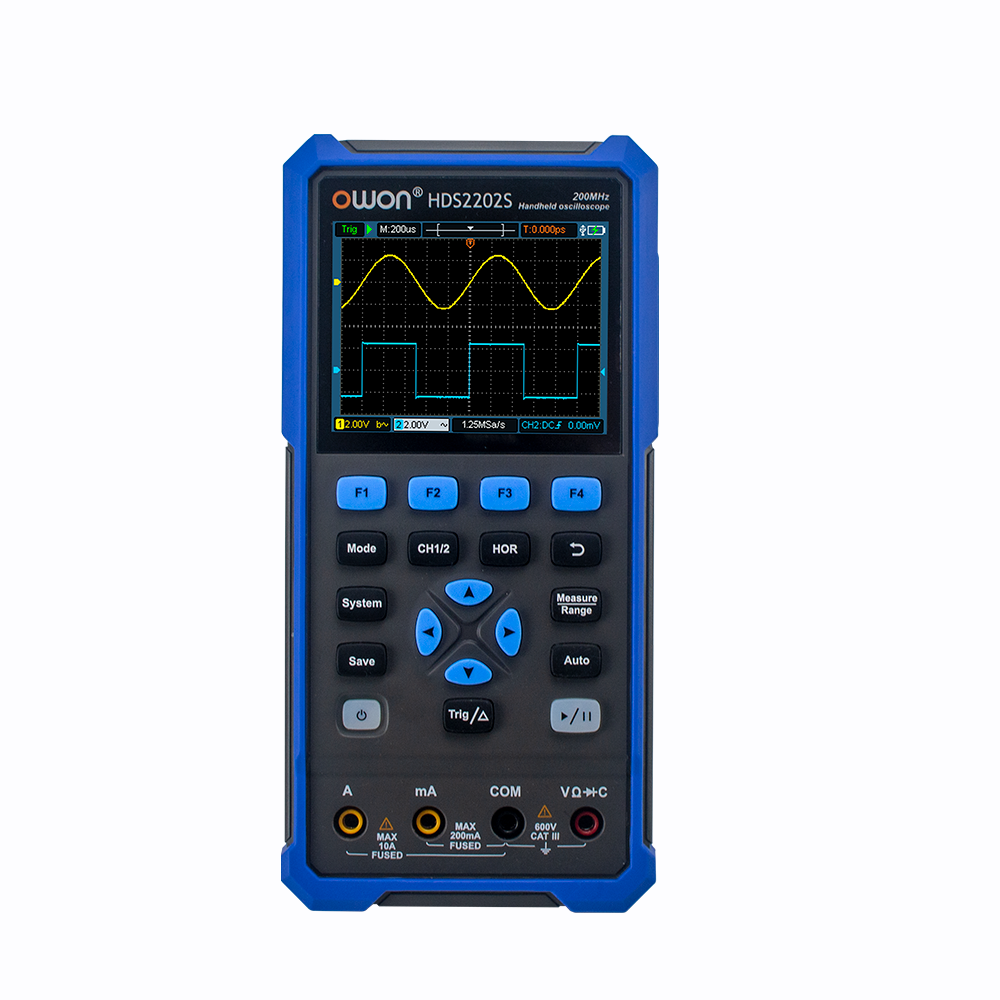 OWON® HDS2202S
200MHz
Handheld oscilloscope
Trig M:200us T:0.000ps
T
1 2.00V b~ 2 2.00V ~ 1.25MSa/s CH2:DC 0.00mV
F1 F2 F3 F4
Mode CH1/2 HOR
System Measure
Range
Save Auto
Trig/△
A mA COM VΩC
MAX
10A
FUSED
MAX
200mA
FUSED
600V
CAT III